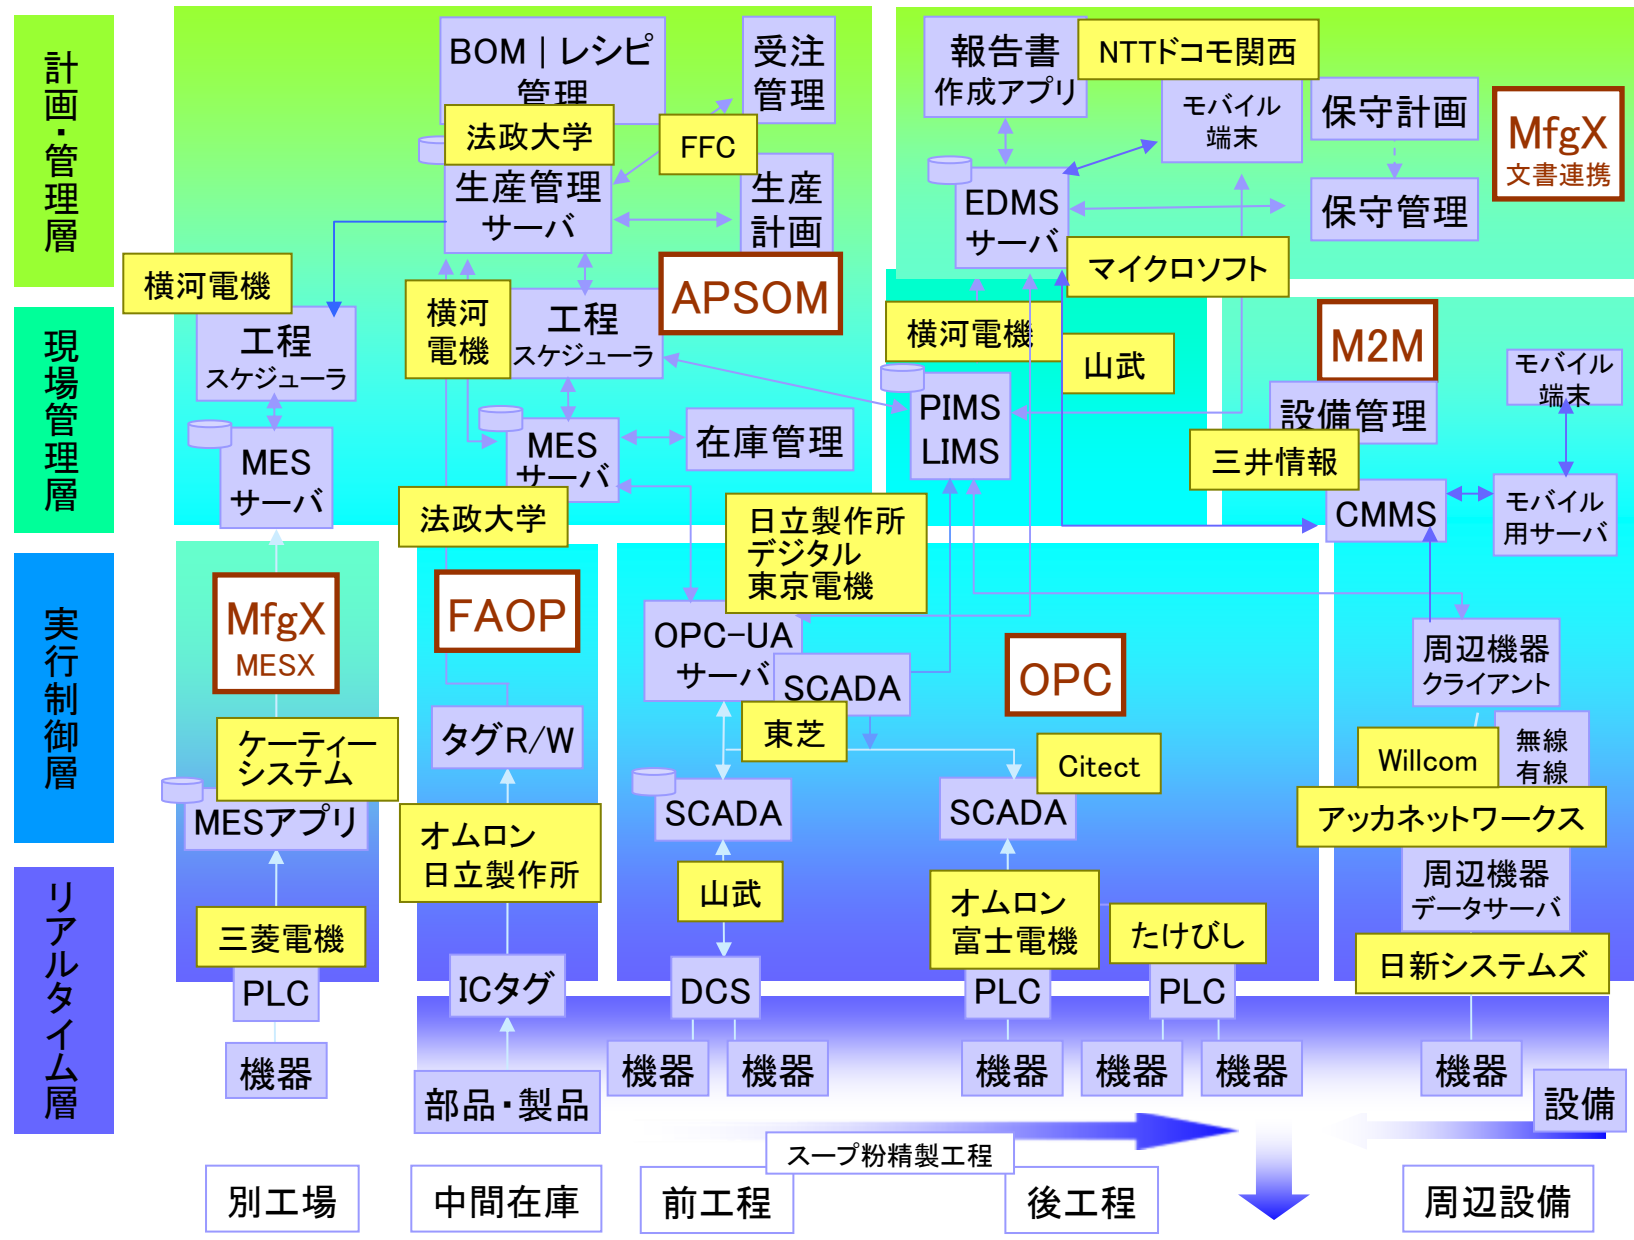 計画・管理層
現場管理層
実行制御層
リアルタイム層
BOM | レシピ
管理
受注
管理
法政大学
FFC
生産管理
サーバ
生産
計画
横河電機
工程
スケジューラ
横河
電機
工程
スケジューラ
APSOM
MES
サーバ
MES
サーバ
在庫管理
法政大学
報告書
作成アプリ
NTTドコモ関西
モバイル
端末
保守計画
保守管理
MfgX
文書連携
EDMS
サーバ
マイクロソフト
横河電機
山武
PIMS
LIMS
M2M
設備管理
三井情報
CMMS
モバイル
端末
モバイル
用サーバ
MfgX
MESX
ケーティー
システム
MESアプリ
三菱電機
PLC
機器
FAOP
タグR/W
オムロン
日立製作所
ICタグ
部品・製品
日立製作所
デジタル
東京電機
OPC-UA
サーバ
SCADA
東芝
OPC
SCADA
山武
DCS
機器
機器
Citect
SCADA
オムロン
富士電機
PLC
機器
たけびし
PLC
機器
機器
周辺機器
クライアント
無線
有線
Willcom
アッカネットワークス
周辺機器
データサーバ
日新システムズ
機器
設備
スープ粉精製工程
別工場
中間在庫
前工程
後工程
周辺設備